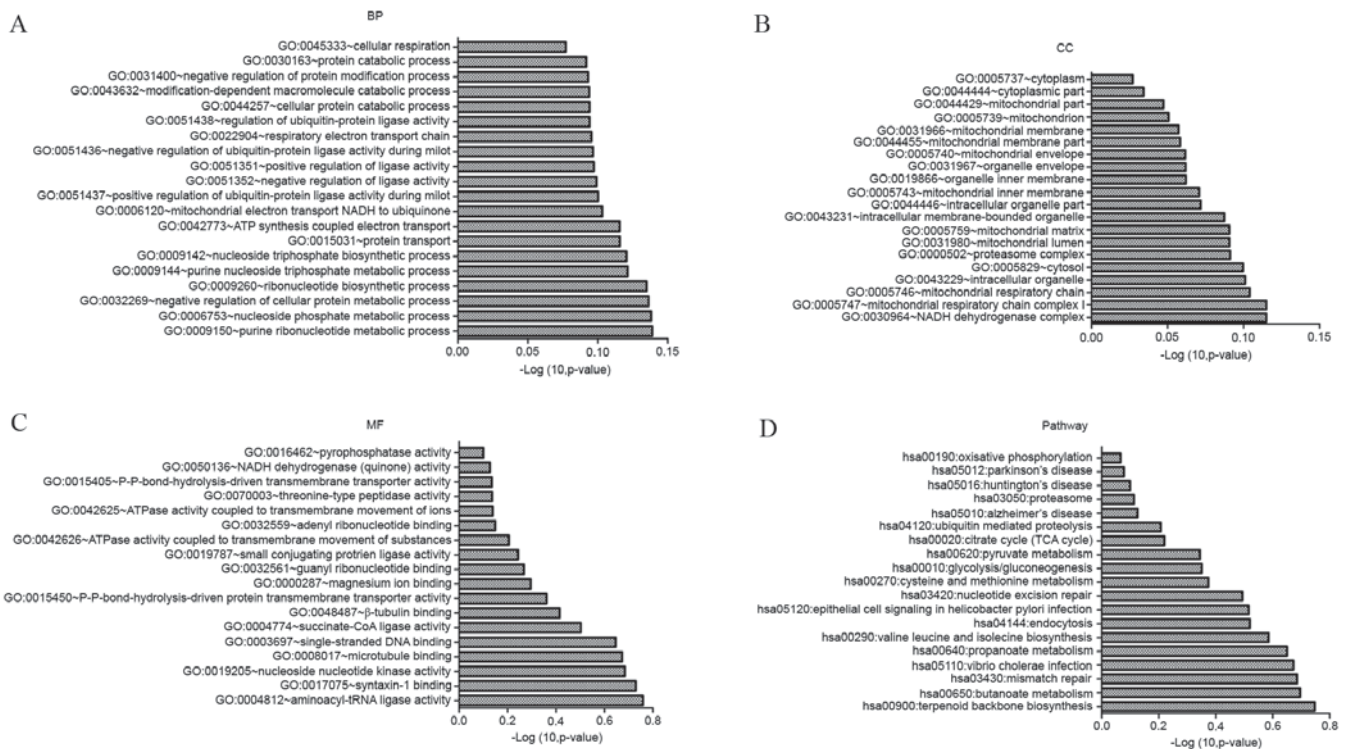 A
BP
GO:0045333~cellular respiration
GO:0030163~protein catabolic process
GO:0031400~negative regulation of protein modification process
GO:0043632~modification-dependent macromolecule catabolic process
GO:0044257~cellular protein catabolic process
GO:0051438~regulation of ubiquitin-protein ligase activity
GO:0022904~respiratory electron transport chain
GO:0051436~negative regulation of ubiquitin-protein ligase activity during milot
GO:0051351~positive regulation of ligase activity
GO:0051352~negative regulation of ligase activity
GO:0051437~positive regulation of ubiquitin-protein ligase activity during milot
GO:0006120~mitochondrial electron transport NADH to ubiquinone
GO:0042773~ATP synthesis coupled electron transport
GO:0015031~protein transport
GO:0009142~nucleoside triphosphate biosynthetic process
GO:0009144~purine nucleoside triphosphate metabolic process
GO:0009260~ribonucleotide biosynthetic process
GO:0032269~negative regulation of cellular protein metabolic process
GO:0006753~nucleoside phosphate metabolic process
GO:0009150~purine ribonucleotide metabolic process
0.00 0.05 0.10 0.15
-Log (10,p-value)
B
CC
GO:0005737~cytoplasm
GO:0044444~cytoplasmic part
GO:0044429~mitochondrial part
GO:0005739~mitochondrion
GO:0031966~mitochondrial membrane
GO:0044455~mitochondrial membrane part
GO:0005740~mitochondrial envelope
GO:0031967~organelle envelope
GO:0019866~organelle inner membrane
GO:0005743~mitochondrial inner membrane
GO:0044446~intracellular organelle part
GO:0043231~intracellular membrane-bounded organelle
GO:0005759~mitochondrial matrix
GO:0031980~mitochondrial lumen
GO:0000502~proteasome complex
GO:0005829~cytosol
GO:0043229~intracellular organelle
GO:0005746~mitochondrial respiratory chain
GO:0005747~mitochondrial respiratory chain complex I
GO:0030964~NADH dehydrogenase complex
0.00 0.05 0.10 0.15
-Log (10,p-value)
C
MF
GO:0016462~pyrophosphatase activity
GO:0050136~NADH dehydrogenase (quinone) activity
GO:0015405~P-P-bond-hydrolysis-driven transmembrane transporter activity
GO:0070003~threonine-type peptidase activity
GO:0042625~ATPase activity coupled to transmembrane movement of ions
GO:0032559~adenyl ribonucleotide binding
GO:0042626~ATPase activity coupled to transmembrane movement of substances
GO:0019787~small conjugating protrien ligase activity
GO:0032561~guanyl ribonucleotide binding
GO:0000287~magnesium ion binding
GO:0015450~P-P-bond-hydrolysis-driven protein transmembrane transporter activity
GO:0048487~β-tubulin binding
GO:0004774~succinate-CoA ligase activity
GO:0003697~single-stranded DNA binding
GO:0008017~microtubule binding
GO:0019205~nucleoside nucleotide kinase activity
GO:0017075~syntaxin-1 binding
GO:0004812~aminoacyl-tRNA ligase activity
0.0 0.2 0.4 0.6 0.8
-Log (10,p-value)
D
Pathway
hsa00190:oxisative phosphorylation
hsa05012:parkinson's disease
hsa05016:huntington's disease
hsa03050:proteasome
hsa05010:alzheimer's disease
hsa04120:ubiquitin mediated proteolysis
hsa00020:citrate cycle (TCA cycle)
hsa00620:pyruvate metabolism
hsa00010:glycolysis/gluconeogenesis
hsa00270:cysteine and methionine metabolism
hsa03420:nucleotide excision repair
hsa05120:epithelial cell signaling in helicobacter pylori infection
hsa04144:endocytosis
hsa00290:valine leucine and isolecine biosynthesis
hsa00640:propanoate metabolism
hsa05110:vibrio cholerae infection
hsa03430:mismatch repair
hsa00650:butanoate metabolism
hsa00900:terpenoid backbone biosynthesis
0.0 0.2 0.4 0.6 0.8
-Log (10,p-value)